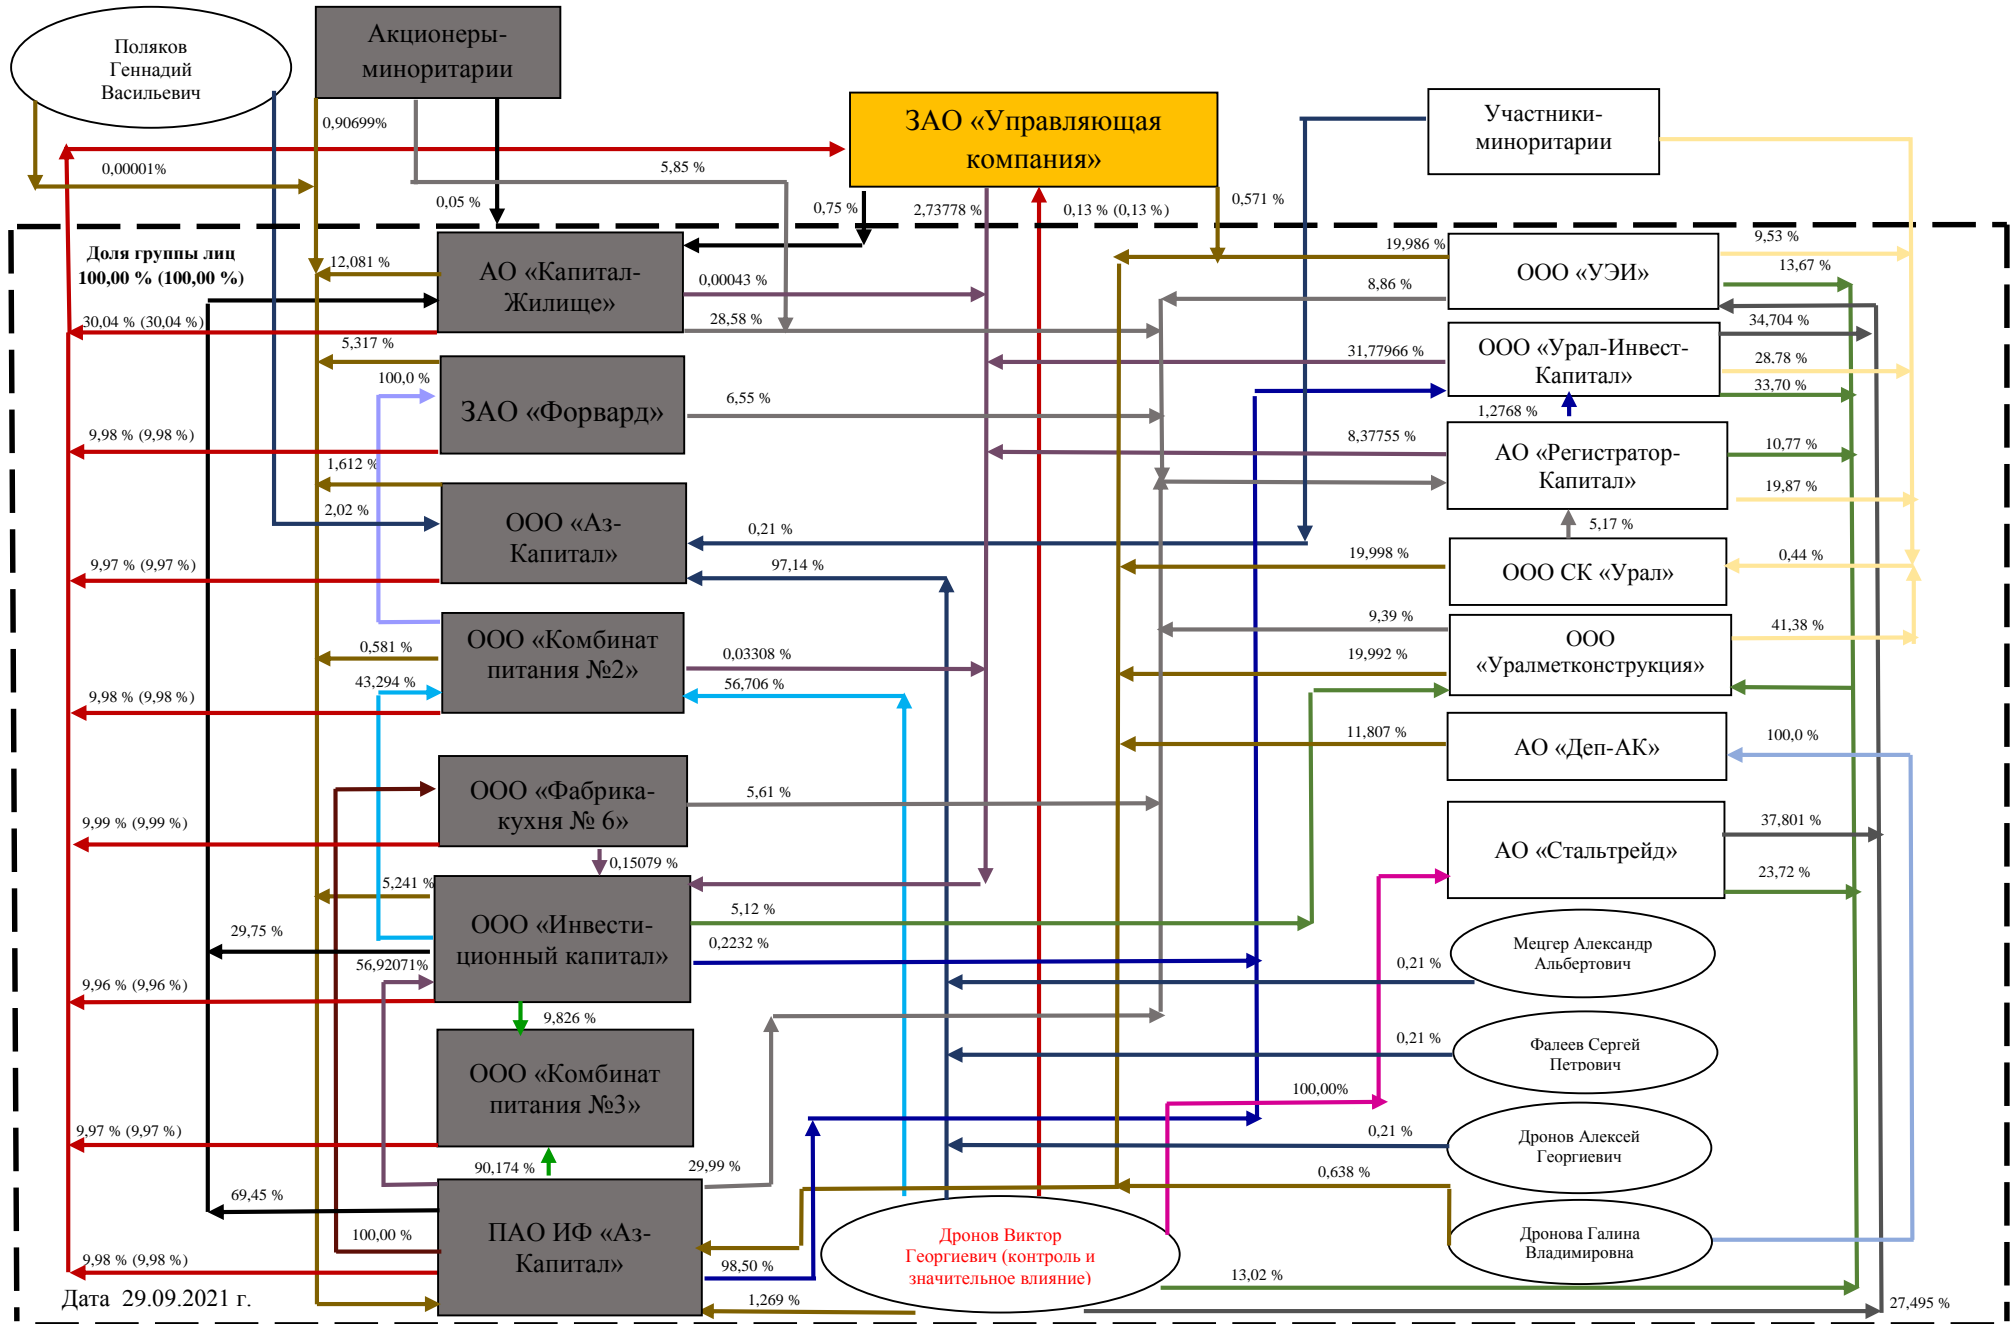 Поляков
Геннадий
Васильевич
Акционеры-
миноритарии
ЗАО «Управляющая
компания»
Участники-
миноритарии
0,90699%
0,00001%
5,85 %
0,05 %
0,75 %
2,73778 %
0,13 % (0,13 %)
0,571 %
Доля группы лиц
100,00 % (100,00 %)
12,081 %
АО «Капитал-
Жилище»
0,00043 %
28,58 %
30,04 % (30,04 %)
19,986 %
8,86 %
ООО «УЭИ»
9,53 %
13,67 %
5,317 %
100,0 %
ЗАО «Форвард»
6,55 %
9,98 % (9,98 %)
31,77966 %
ООО «Урал-Инвест-
Капитал»
34,704 %
28.78 %
33,70 %
1,2768 %
8,37755 %
АО «Регистратор-
Капитал»
10,77 %
19,87 %
1,612 %
2,02 %
ООО «Аз-
Капитал»
0,21 %
97,14 %
9,97 % (9,97 %)
5,17 %
19,998 %
ООО СК «Урал»
0,44 %
0,581 %
43,294 %
ООО «Комбинат
питания №2»
0,03308 %
56,706 %
9,98 % (9,98 %)
9,39 %
19,992 %
ООО
«Уралметконструкция»
41,38 %
11,807 %
АО «Деп-АК»
100,0 %
ООО «Фабрика-
кухня № 6»
5,61 %
9,99 % (9,99 %)
0,15079 %
АО «Стальтрейд»
37,801 %
23,72 %
5,241 %
29,75 %
56,92071%
ООО «Инвести-
ционный капитал»
5,12 %
0,2232 %
9,96 % (9,96 %)
9,826 %
0,21 %
Мецгер Александр
Альбертович
ООО «Комбинат
питания №3»
9,97 % (9,97 %)
90,174 %
29,99 %
0,21 %
Фалеев Сергей
Петрович
100,00%
0,21 %
Дронов Алексей
Георгиевич
69,45 %
100,00 %
ПАО ИФ «Аз-
Капитал»
98,50 %
1,269 %
9,98 % (9,98 %)
Дронов Виктор
Георгиевич (контроль и
значительное влияние)
0,638 %
Дронова Галина
Владимировна
13,02 %
27,495 %
Дата 29.09.2021 г.